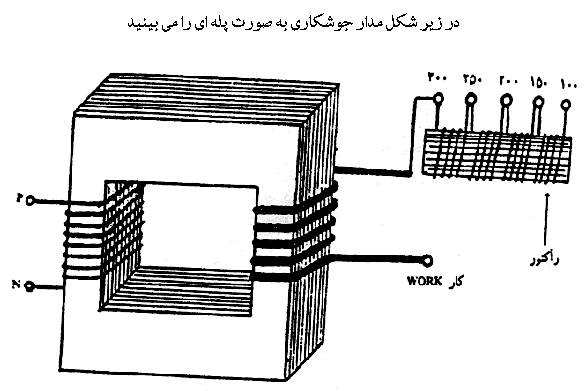 در زیر شکل مدار جوشکاری به صورت پله ای را می بینید
۳۰۰ ۲۵۰ ۲۰۰ ۱۵۰ ۱۰۰
P
رآکتور
N
WORK کار